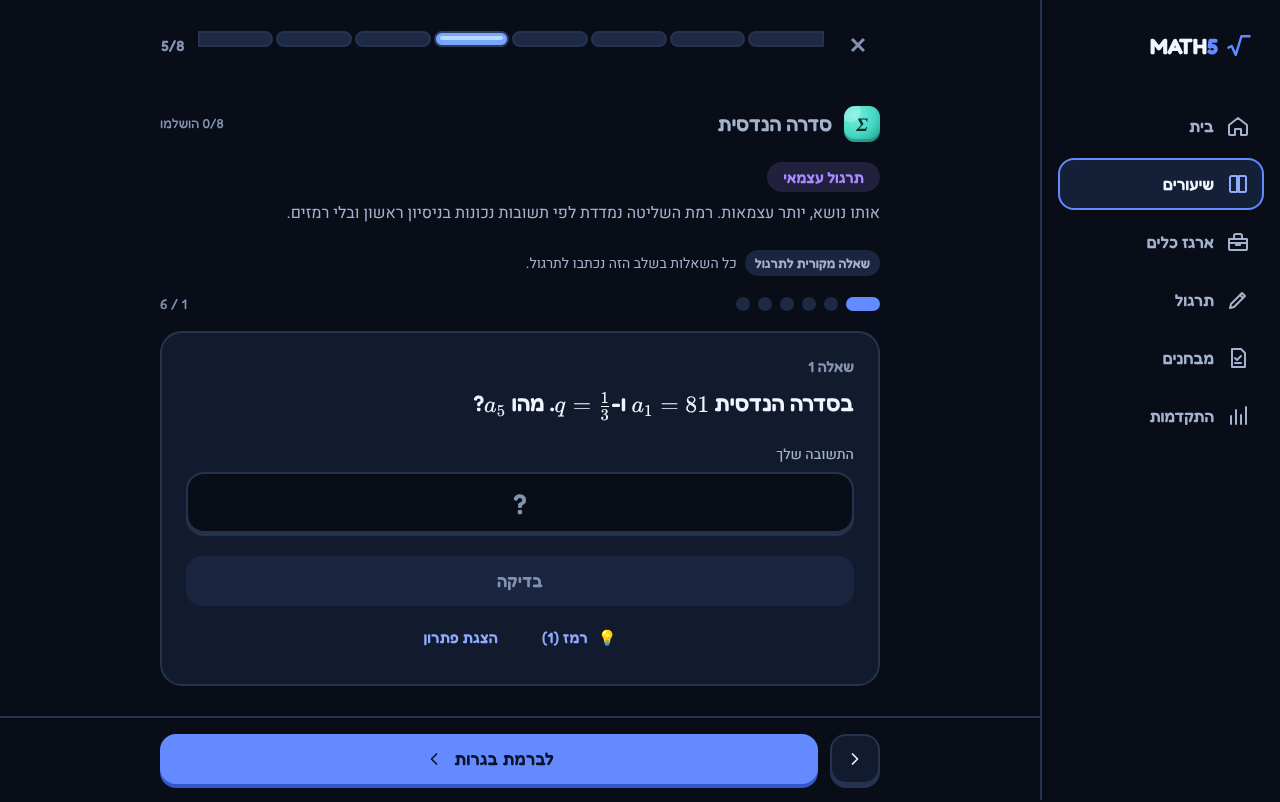 MATH5
בית
שיעורים
ארגז כלים
תרגול
מבחנים
התקדמות
5/8
Σ סדרה הנדסית
0/8 הושלמו
תרגול עצמאי
אותו נושא, יותר עצמאות. רמת השליטה נמדדת לפי תשובות נכונות בניסיון ראשון ובלי רמזים.
שאלה מקורית לתרגול כל השאלות בשלב הזה נכתבו לתרגול.
1 / 6
שאלה 1
בסדרה הנדסית a₁ = 81 ו-q = 1/3. מהו a₅?
התשובה שלך
?
בדיקה
💡 רמז (1) הצגת פתרון
לברמת בגרות